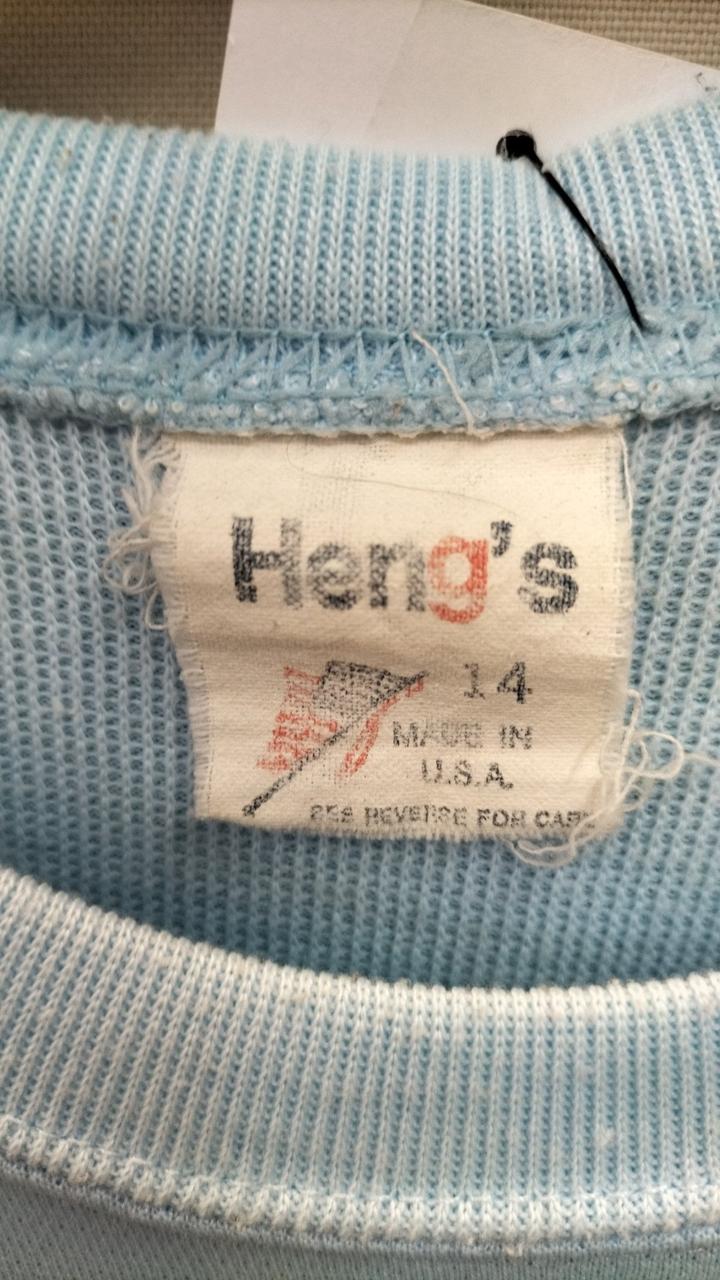 Heng's
14
MADE IN
U.S.A.
SEE REVERSE FOR CARE